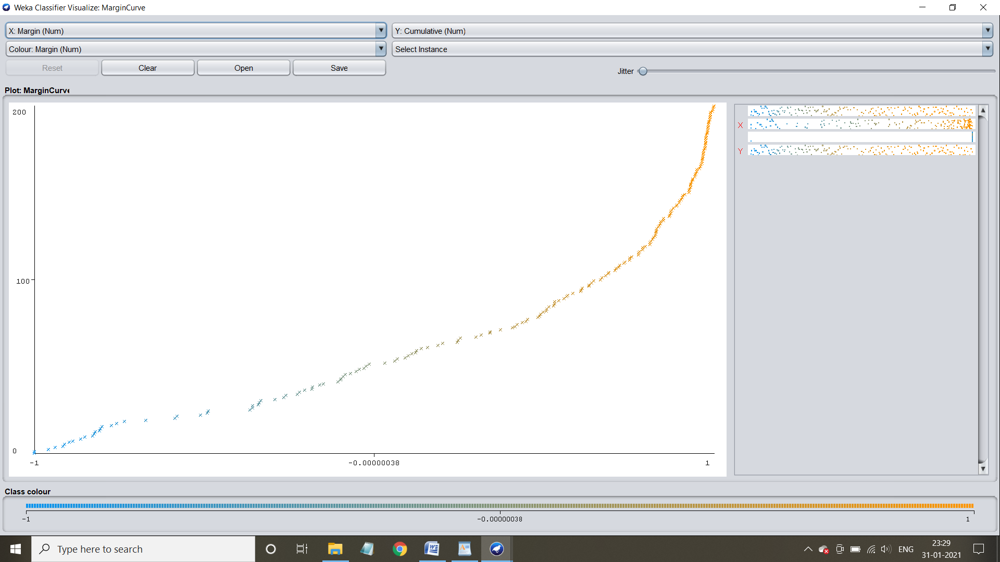 Weka Classifier Visualize: MarginCurve
X: Margin (Num)
Y: Cumulative (Num)
Colour: Margin (Num)
Select Instance
Reset
Clear
Open
Save
Jitter
Plot: MarginCurve
200
100
0
-1
-0.00000038
1
X
Y
Class colour
-1
-0.00000038
1
Type here to search
ENG
23:29
31-01-2021